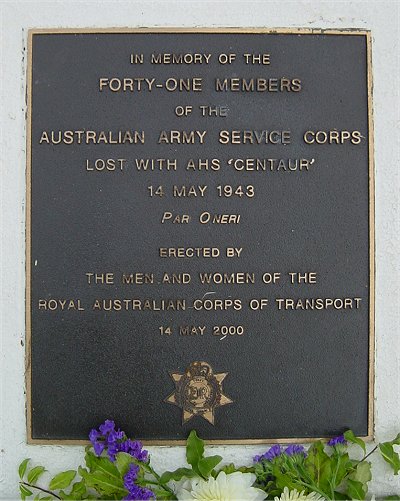 IN MEMORY OF THE
FORTY-ONE MEMBERS
OF THE
AUSTRALIAN ARMY SERVICE CORPS
LOST WITH AHS 'CENTAUR'
14 MAY 1943
PAR ONERI
ERECTED BY
THE MEN AND WOMEN OF THE
ROYAL AUSTRALIAN CORPS OF TRANSPORT
14 MAY 2000